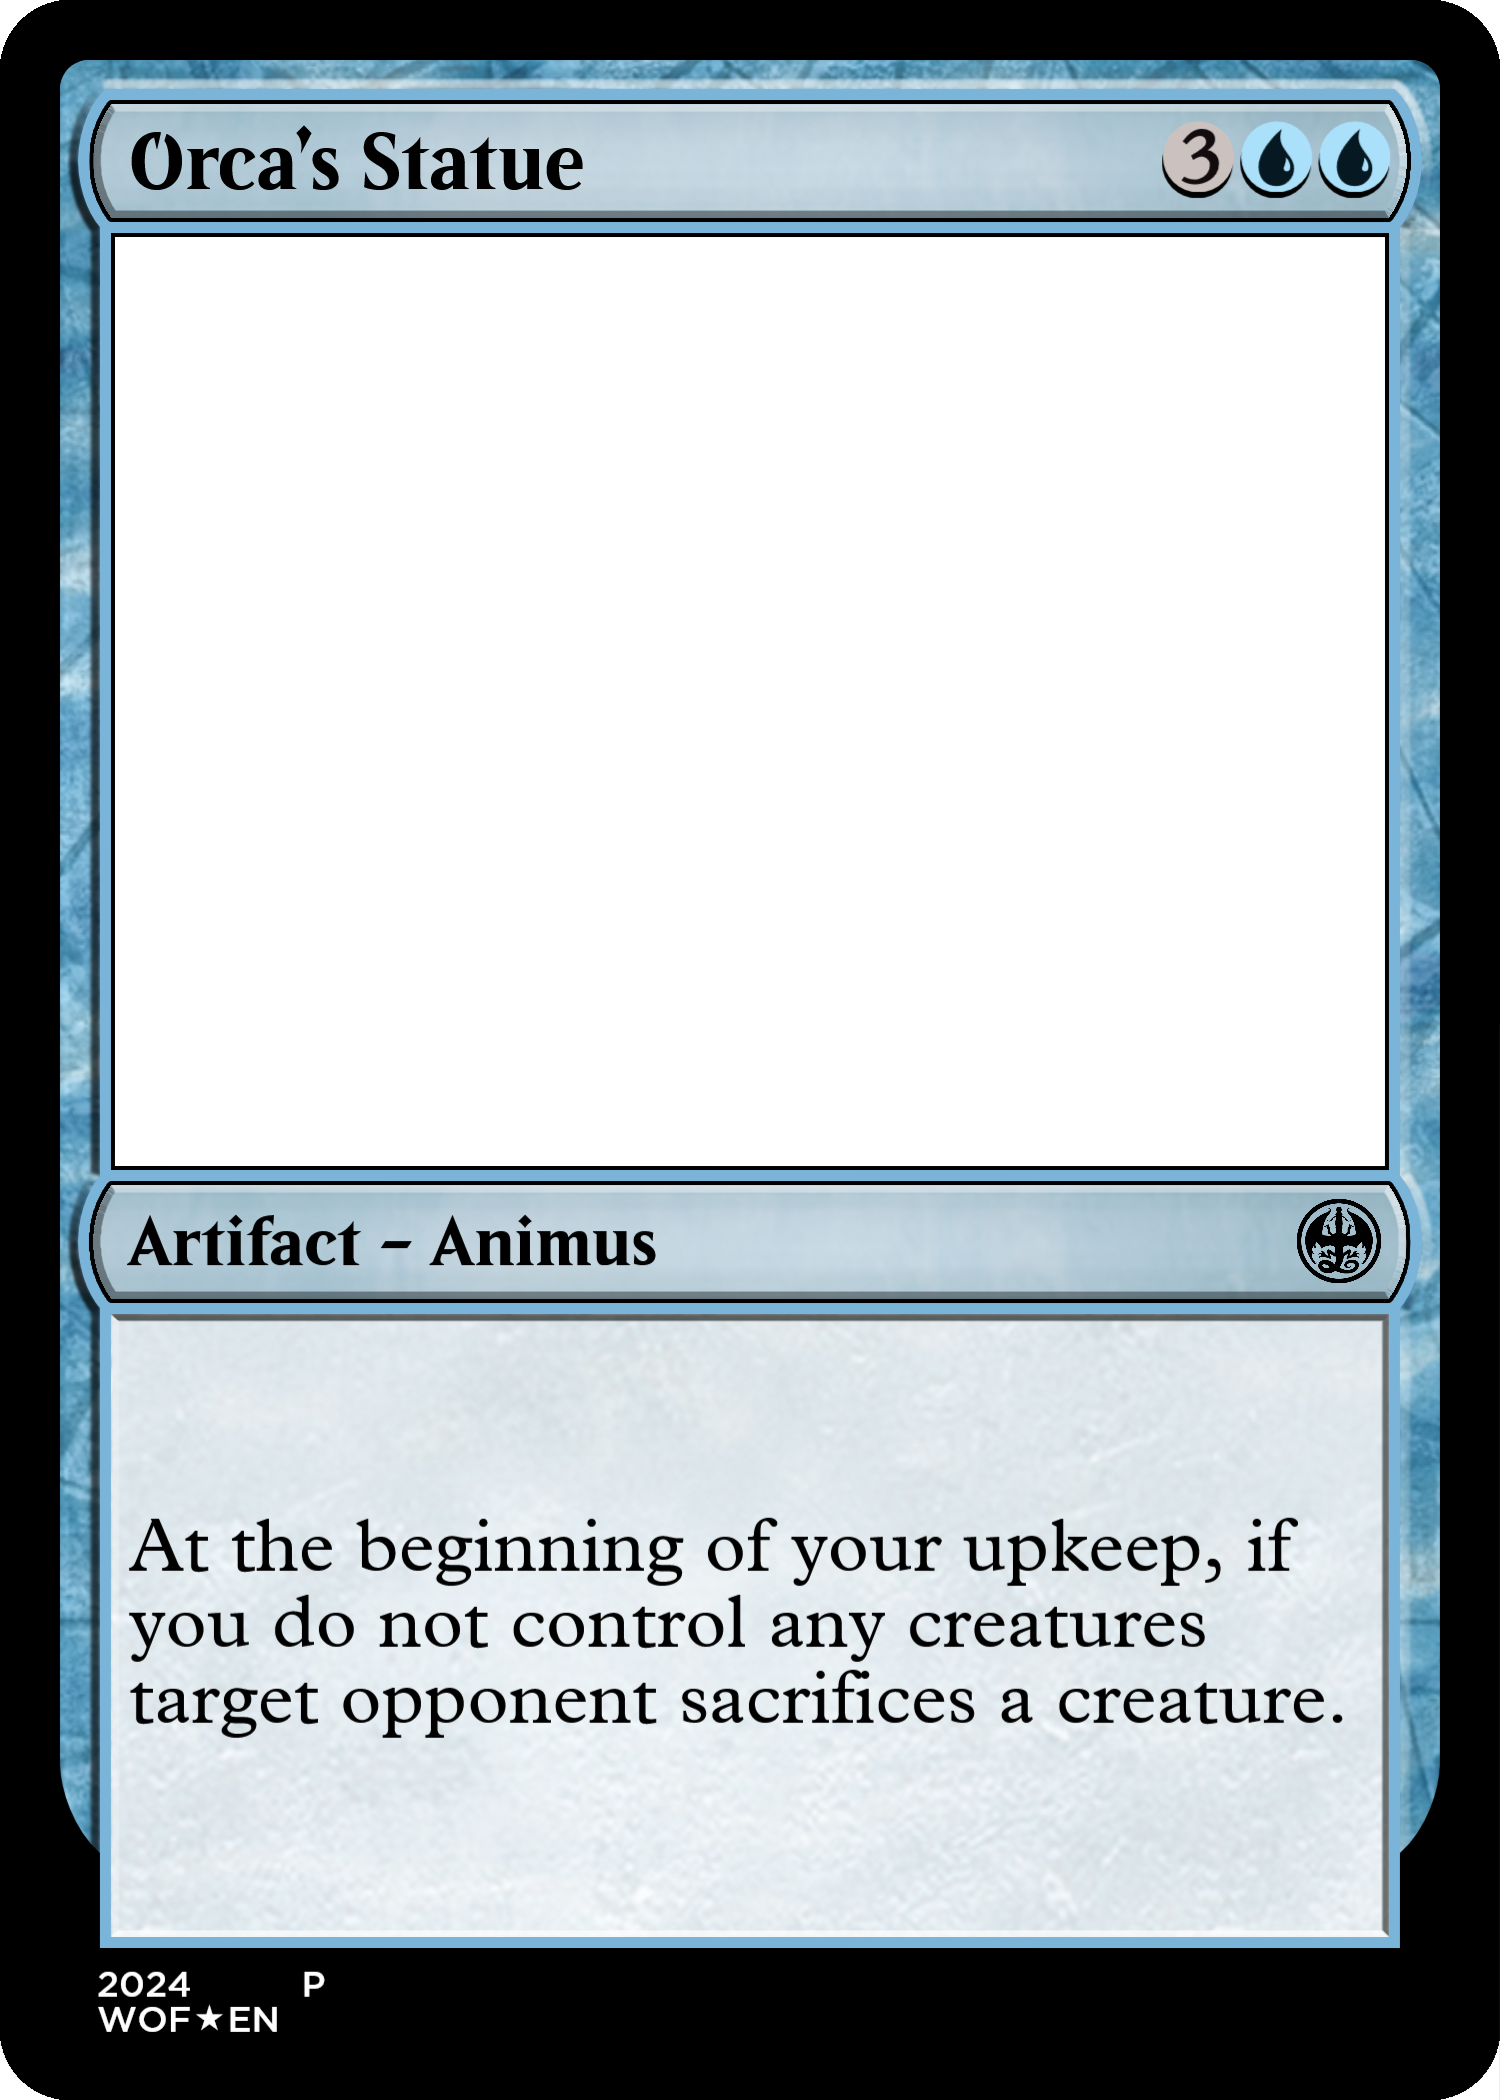 Orca's Statue 3
Artifact – Animus
At the beginning of your upkeep, if
you do not control any creatures
target opponent sacrifices a creature.
2024 P
WOF★EN